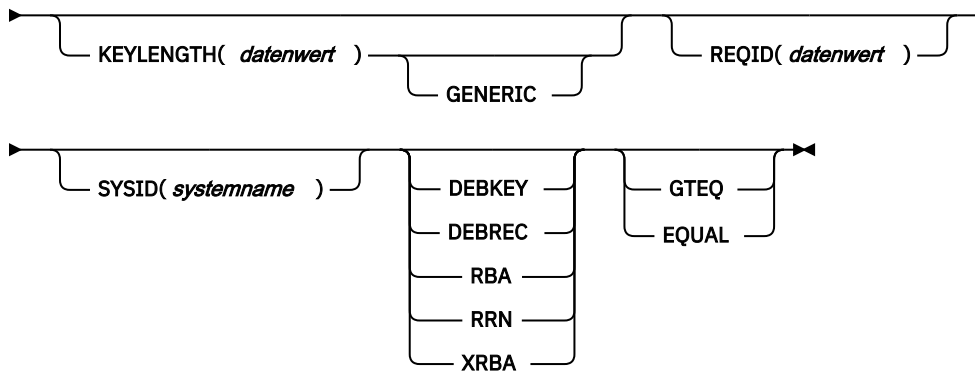 KEYLENGTH( datenwert ) REQID( datenwert )
GENERIC
SYSID( systemname ) DEBKEY GTEQ
DEBREC EQUAL
RBA
RRN
XRBA